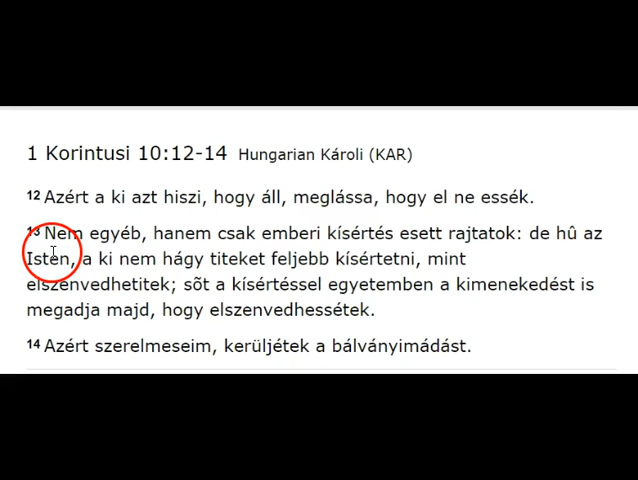 1 Korintusi 10:12-14 Hungarian Károli (KAR)
12 Azért a ki azt hiszi, hogy áll, meglássa, hogy el ne essék.
13 Nem egyéb, hanem csak emberi kísértés esett rajtatok: de hû az
Isten, a ki nem hágy titeket feljebb kísértetni, mint
elszenvedhetitek; sõt a kísértéssel egyetemben a kimenekedést is
megadja majd, hogy elszenvedhessétek.
14 Azért szerelmeseim, kerüljétek a bálványimádást.